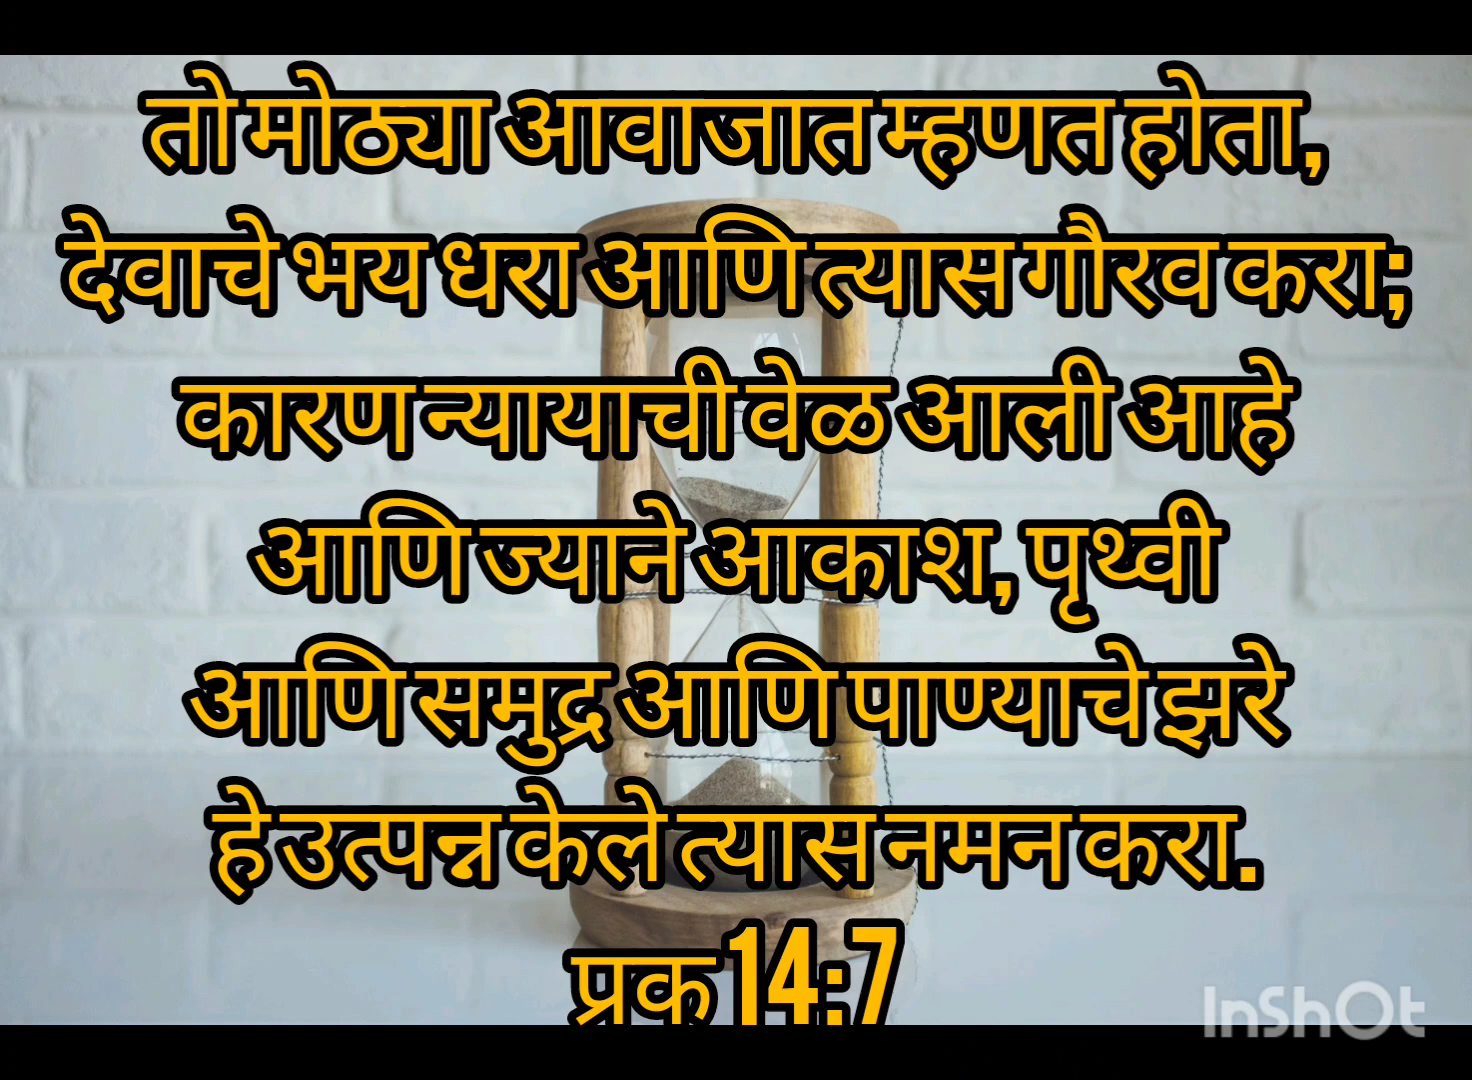 तो मोठ्या आवाजात म्हणत होता,
देवाचे भय धरा आणि त्यास गौरव करा;
कारण न्यायाची वेळ आली आहे
आणि ज्याने आकाश, पृथ्वी
आणि समुद्र आणि पाण्याचे झरे
हे उत्पन्न केले त्यास नमन करा.
प्रक 14:7
InShOt